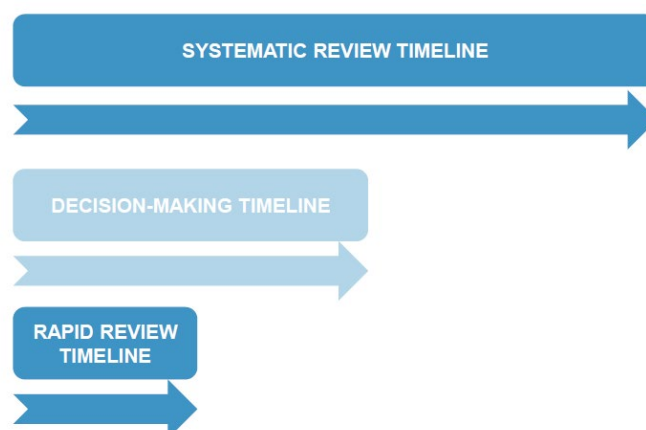 SYSTEMATIC REVIEW TIMELINE
DECISION-MAKING TIMELINE
RAPID REVIEW
TIMELINE